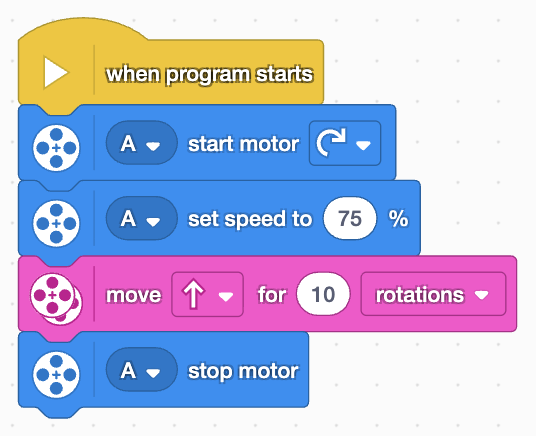 when program starts
A start motor
A set speed to 75 %
move for 10 rotations
A stop motor